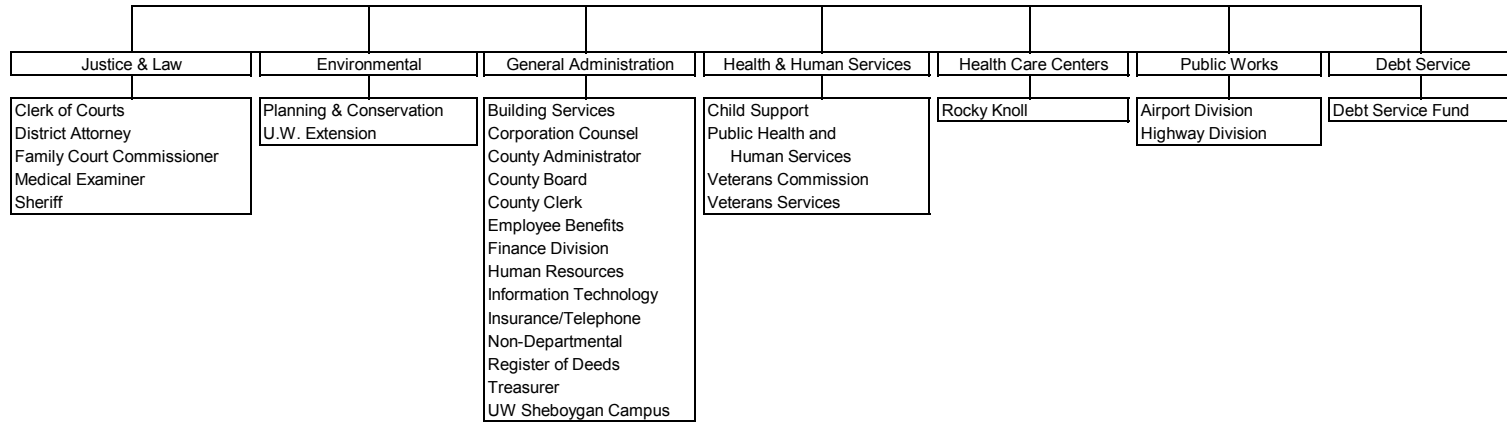 Justice & Law
Environmental
General Administration
Health & Human Services
Health Care Centers
Public Works
Debt Service
Clerk of Courts
District Attorney
Family Court Commissioner
Medical Examiner
Sheriff
Planning & Conservation
U.W. Extension
Building Services
Corporation Counsel
County Administrator
County Board
County Clerk
Employee Benefits
Finance Division
Human Resources
Information Technology
Insurance/Telephone
Non-Departmental
Register of Deeds
Treasurer
UW Sheboygan Campus
Child Support
Public Health and
Human Services
Veterans Commission
Veterans Services
Rocky Knoll
Airport Division
Highway Division
Debt Service Fund